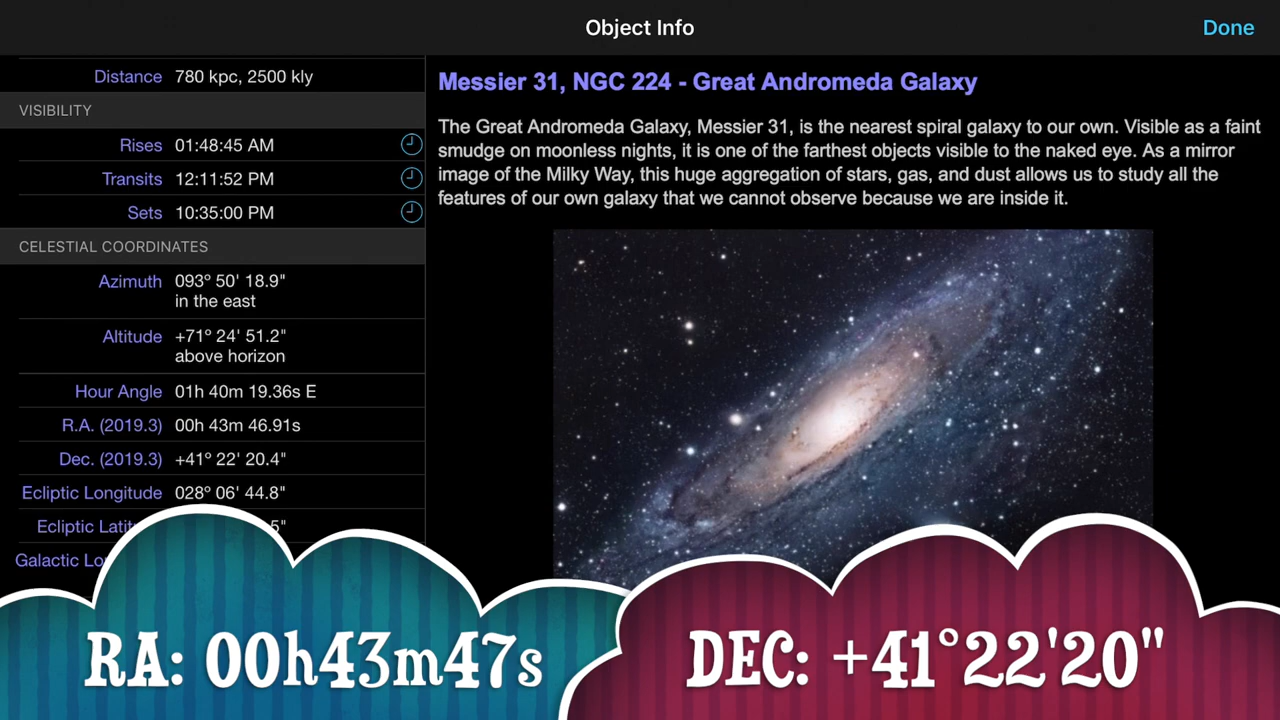 Object Info
Done
Distance 780 kpc, 2500 kly
VISIBILITY
Rises 01:48:45 AM
Transits 12:11:52 PM
Sets 10:35:00 PM
CELESTIAL COORDINATES
Azimuth 093º 50' 18.9"
in the east
Altitude +71º 24' 51.2"
above horizon
Hour Angle 01h 40m 19.36s E
R.A. (2019.3) 00h 43m 46.91s
Dec. (2019.3) +41º 22' 20.4"
Ecliptic Longitude 028º 06' 44.8"
Ecliptic
Galactic
Messier 31, NGC 224 - Great Andromeda Galaxy
The Great Andromeda Galaxy, Messier 31, is the nearest spiral galaxy to our own. Visible as a faint
smudge on moonless nights, it is one of the farthest objects visible to the naked eye. As a mirror
image of the Milky Way, this huge aggregation of stars, gas, and dust allows us to study all the
features of our own galaxy that we cannot observe because we are inside it.
RA: 00h43m47s
DEC: +41°22'20"